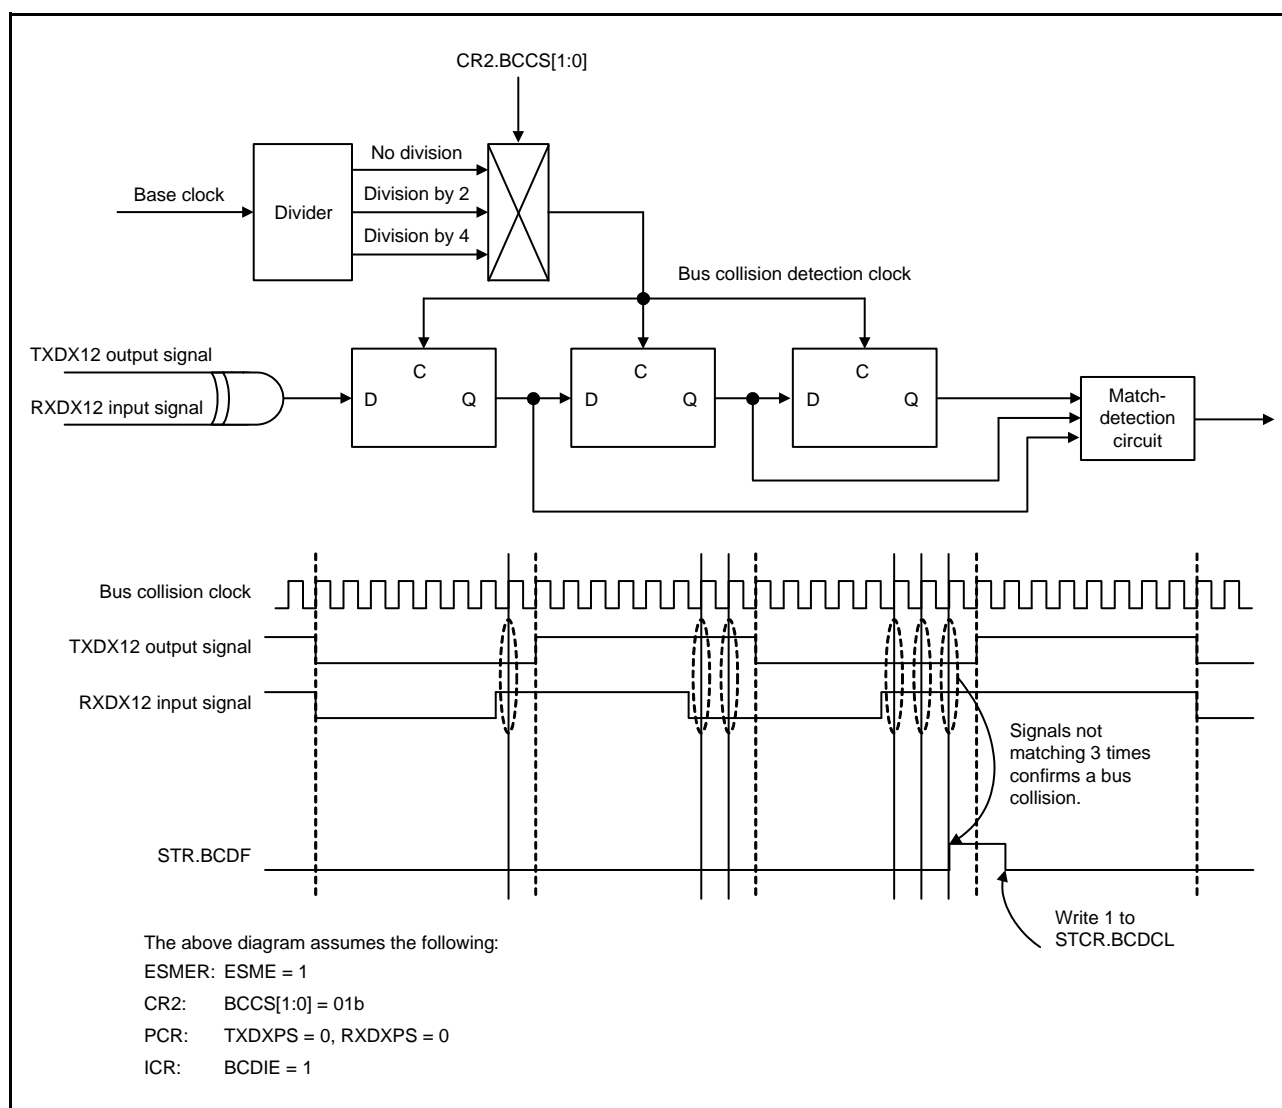 CR2.BCCS[1:0]
No division
Base clock
Divider
Division by 2
Division by 4
Bus collision detection clock
TXDX12 output signal
RXDX12 input signal
C
D
Q
C
D
Q
C
D
Q
Match-
detection
circuit
Bus collision clock
TXDX12 output signal
RXDX12 input signal
Signals not
matching 3 times
confirms a bus
collision.
STR.BCDF
Write 1 to
STCR.BCDCL
The above diagram assumes the following:
ESMER: ESME = 1
CR2: BCCS[1:0] = 01b
PCR: TXDXPS = 0, RXDXPS = 0
ICR: BCDIE = 1